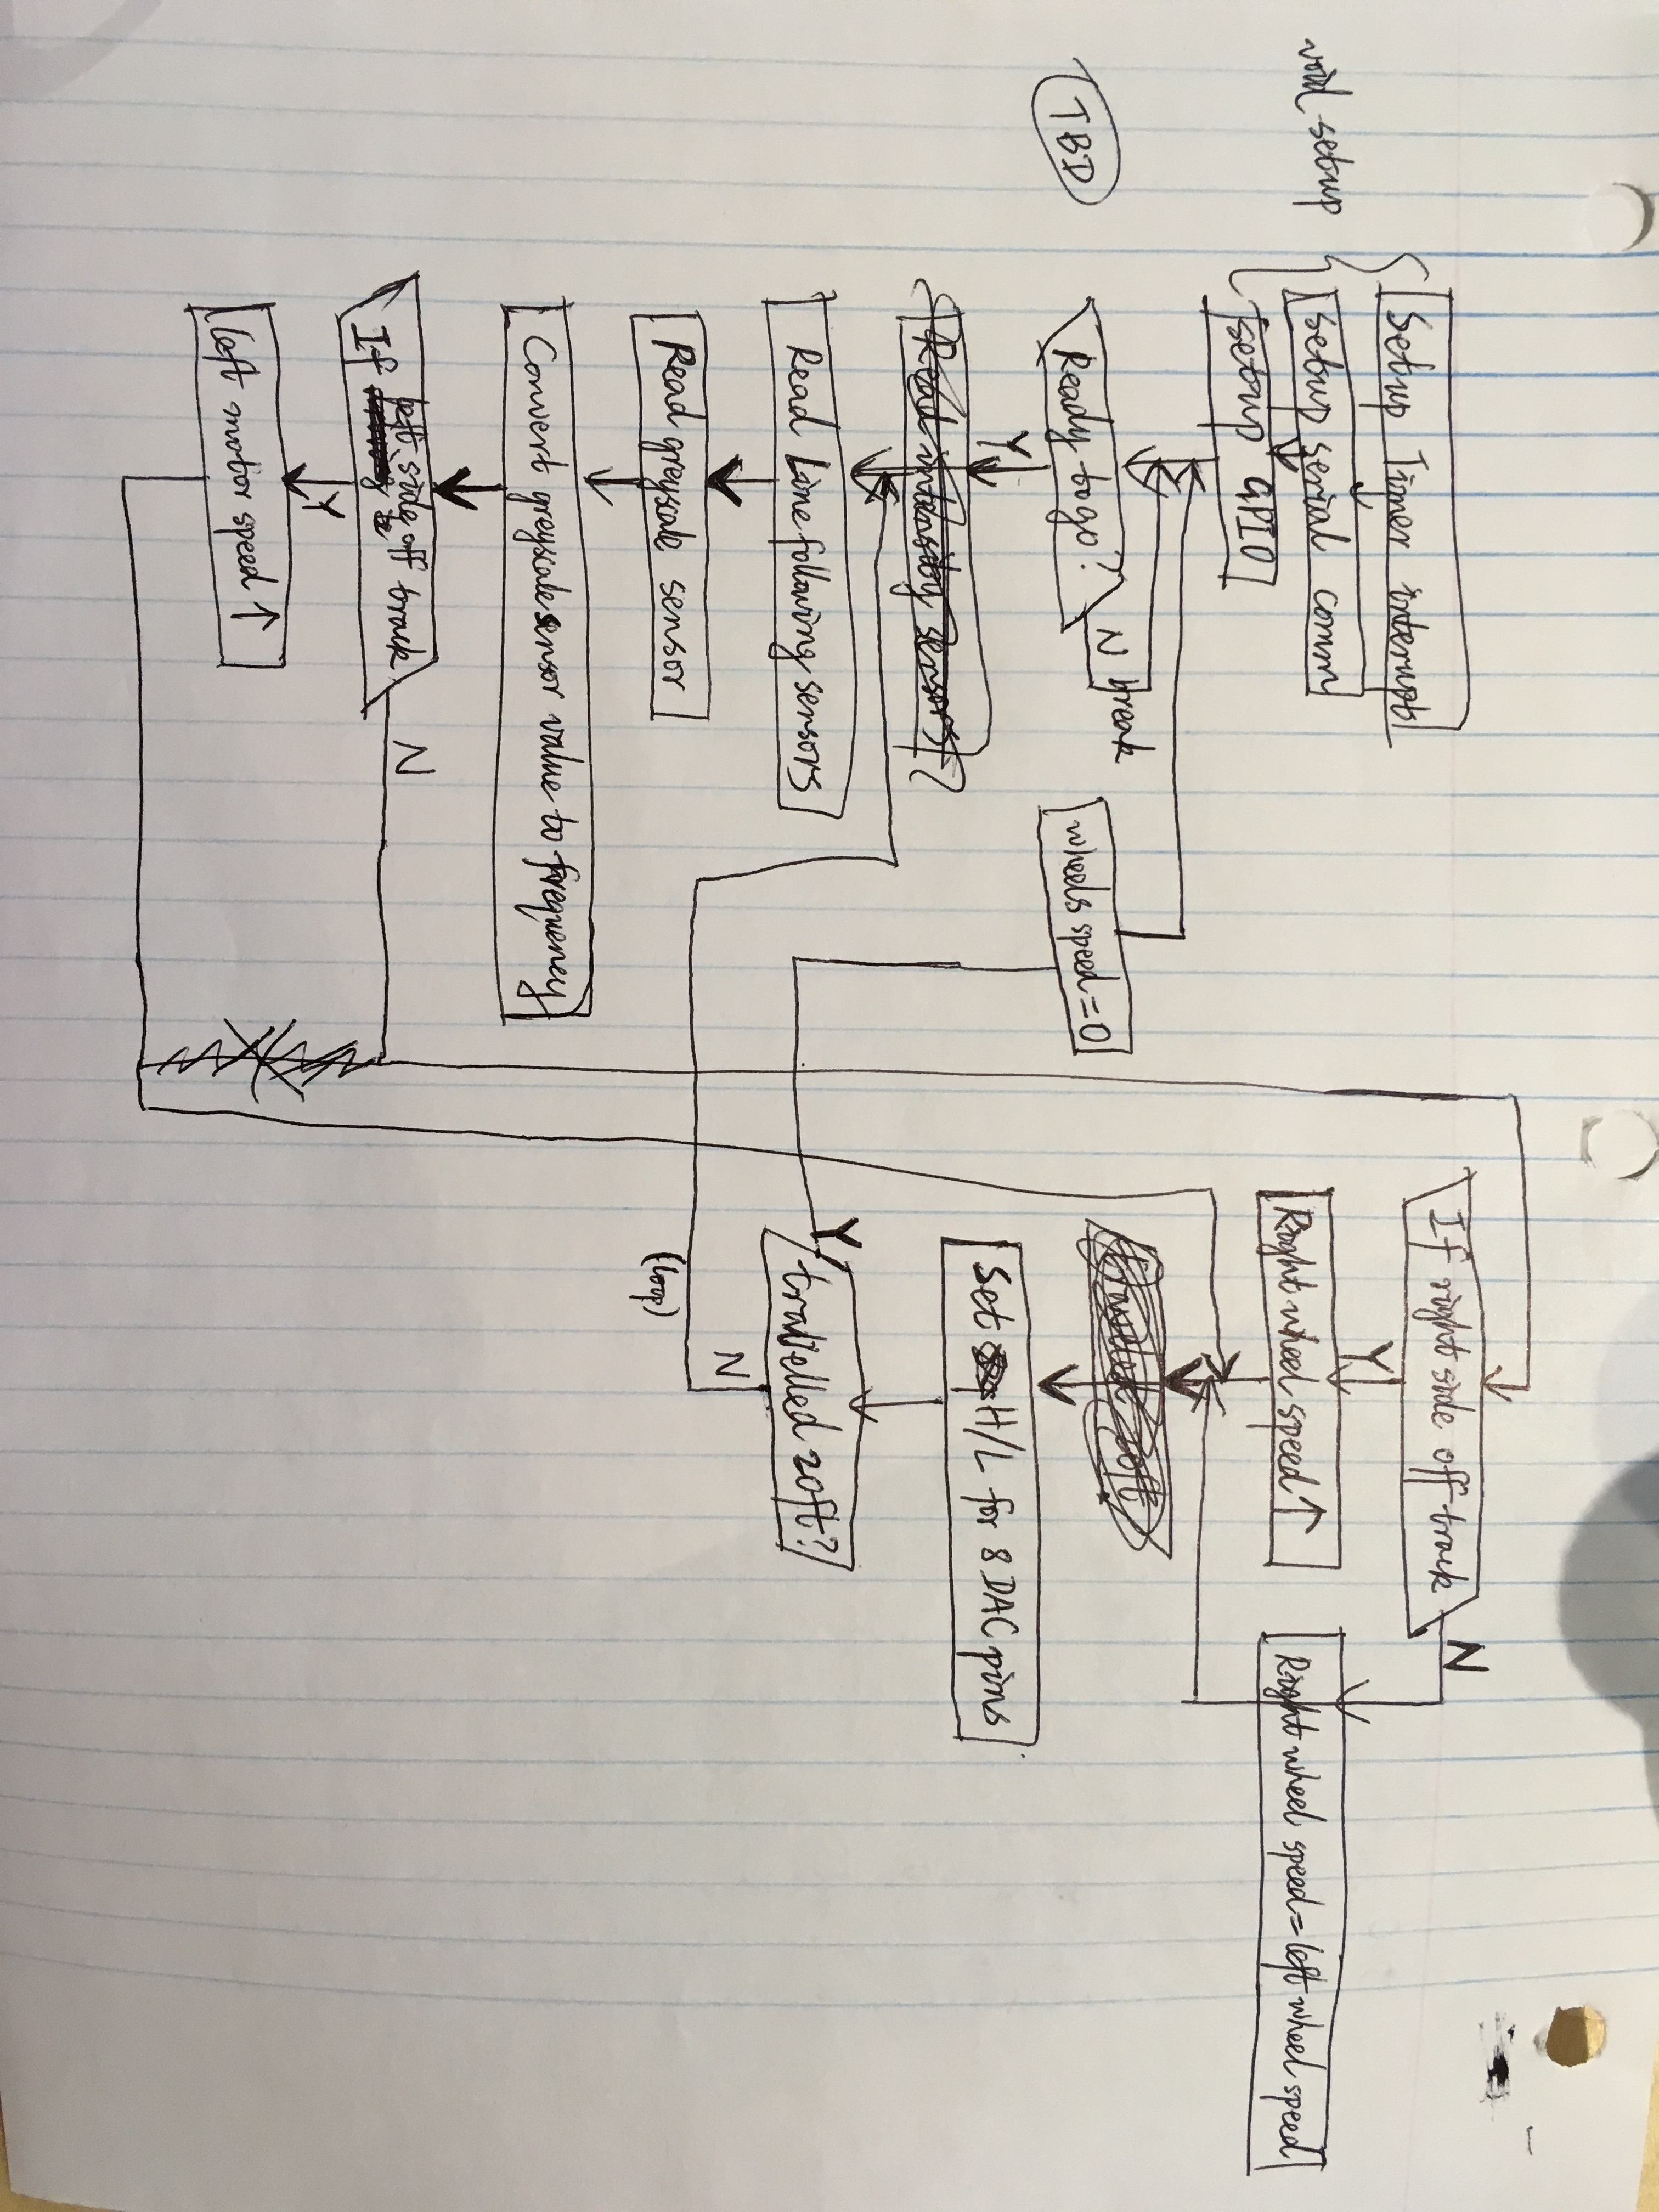 void setup
Setup Timer interrupt
Setup serial comm
Setup GPIO
TBD
Ready to go?
N
break
Y
wheels speed = 0
Read intensity sensors?
Read Line following sensors
Read greyscale sensor
Convert greyscale sensor value to frequency
If left side off track
N
Y
left motor speed ↑
If right side off track
N
Y
Right wheel speed ↑
Right wheel speed = left wheel speed
travelled 20ft
Set H/L for 8 DAC pins
Y
travelled 20ft?
N
(loop)